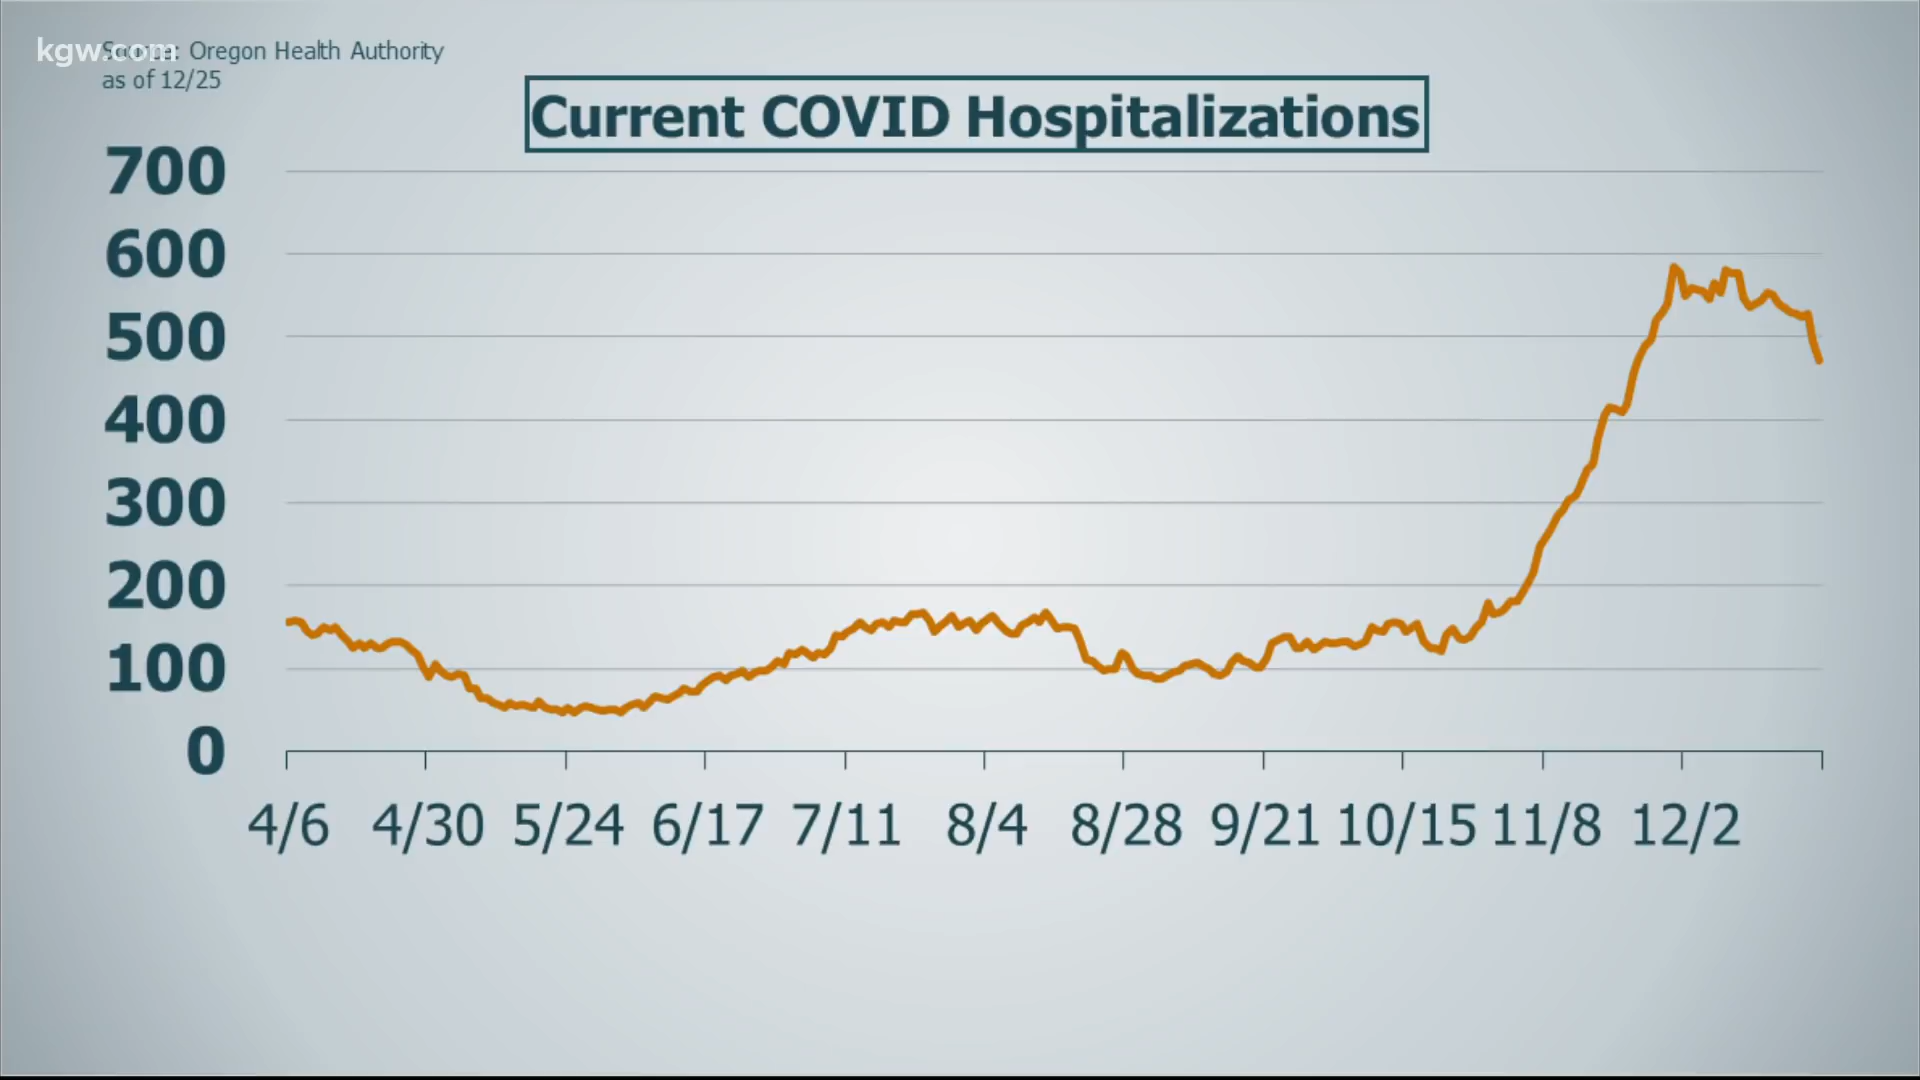 kgw.com
Source: Oregon Health Authority
as of 12/25
Current COVID Hospitalizations
700
600
500
400
300
200
100
0
4/6 4/30 5/24 6/17 7/11 8/4 8/28 9/21 10/15 11/8 12/2